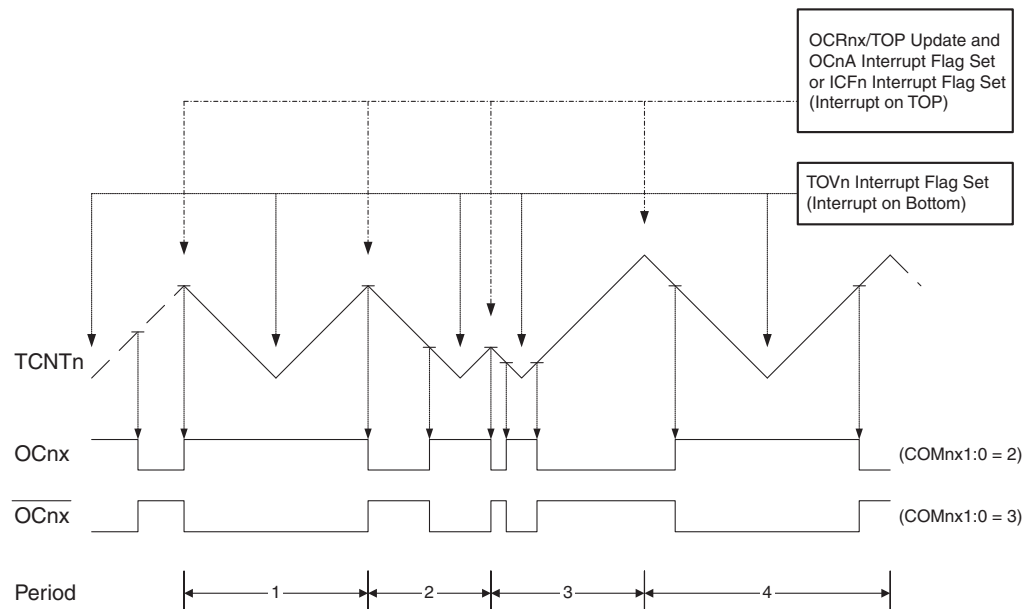 OCRnx/TOP Update and
OCnA Interrupt Flag Set
or ICFn Interrupt Flag Set
(Interrupt on TOP)
TOVn Interrupt Flag Set
(Interrupt on Bottom)
TCNTn
OCnx
(COMnx1:0 = 2)
OCnx
(COMnx1:0 = 3)
Period
1
2
3
4